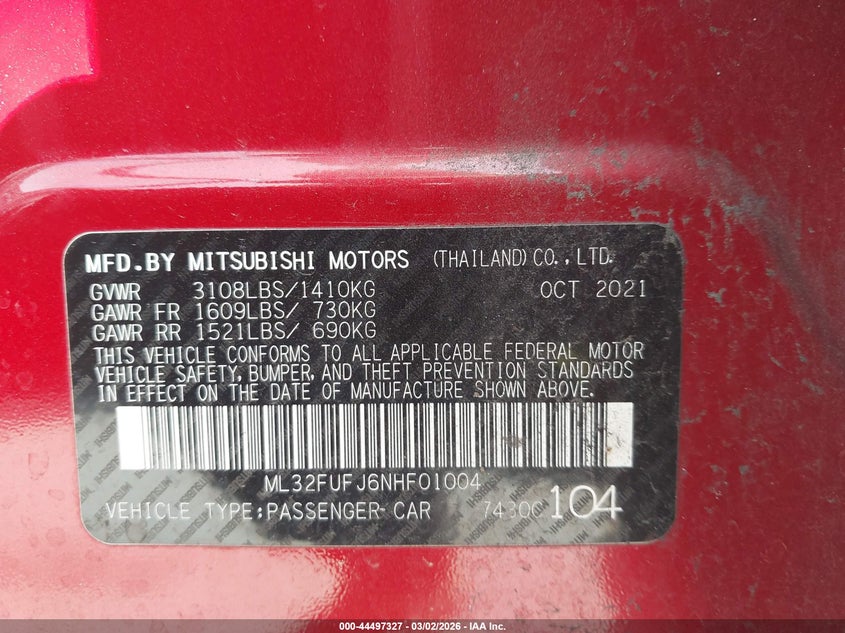 MFD.BY MITSUBISHI MOTORS (THAILAND)CO.,LTD.
GVWR 3108LBS/1410KG OCT 2021
GAWR FR 1609LBS/ 730KG
GAWR RR 1521LBS/ 690KG
THIS VEHICLE CONFORMS TO ALL APPLICABLE FEDERAL MOTOR
VEHICLE SAFETY, BUMPER, AND THEFT PREVENTION STANDARDS
IN EFFECT ON THE DATE OF MANUFACTURE SHOWN ABOVE.
ML32FUFJ6NHF01004
VEHICLE TYPE:PASSENGER CAR 104
000-44497327 - 03/02/2026 - IAA Inc.